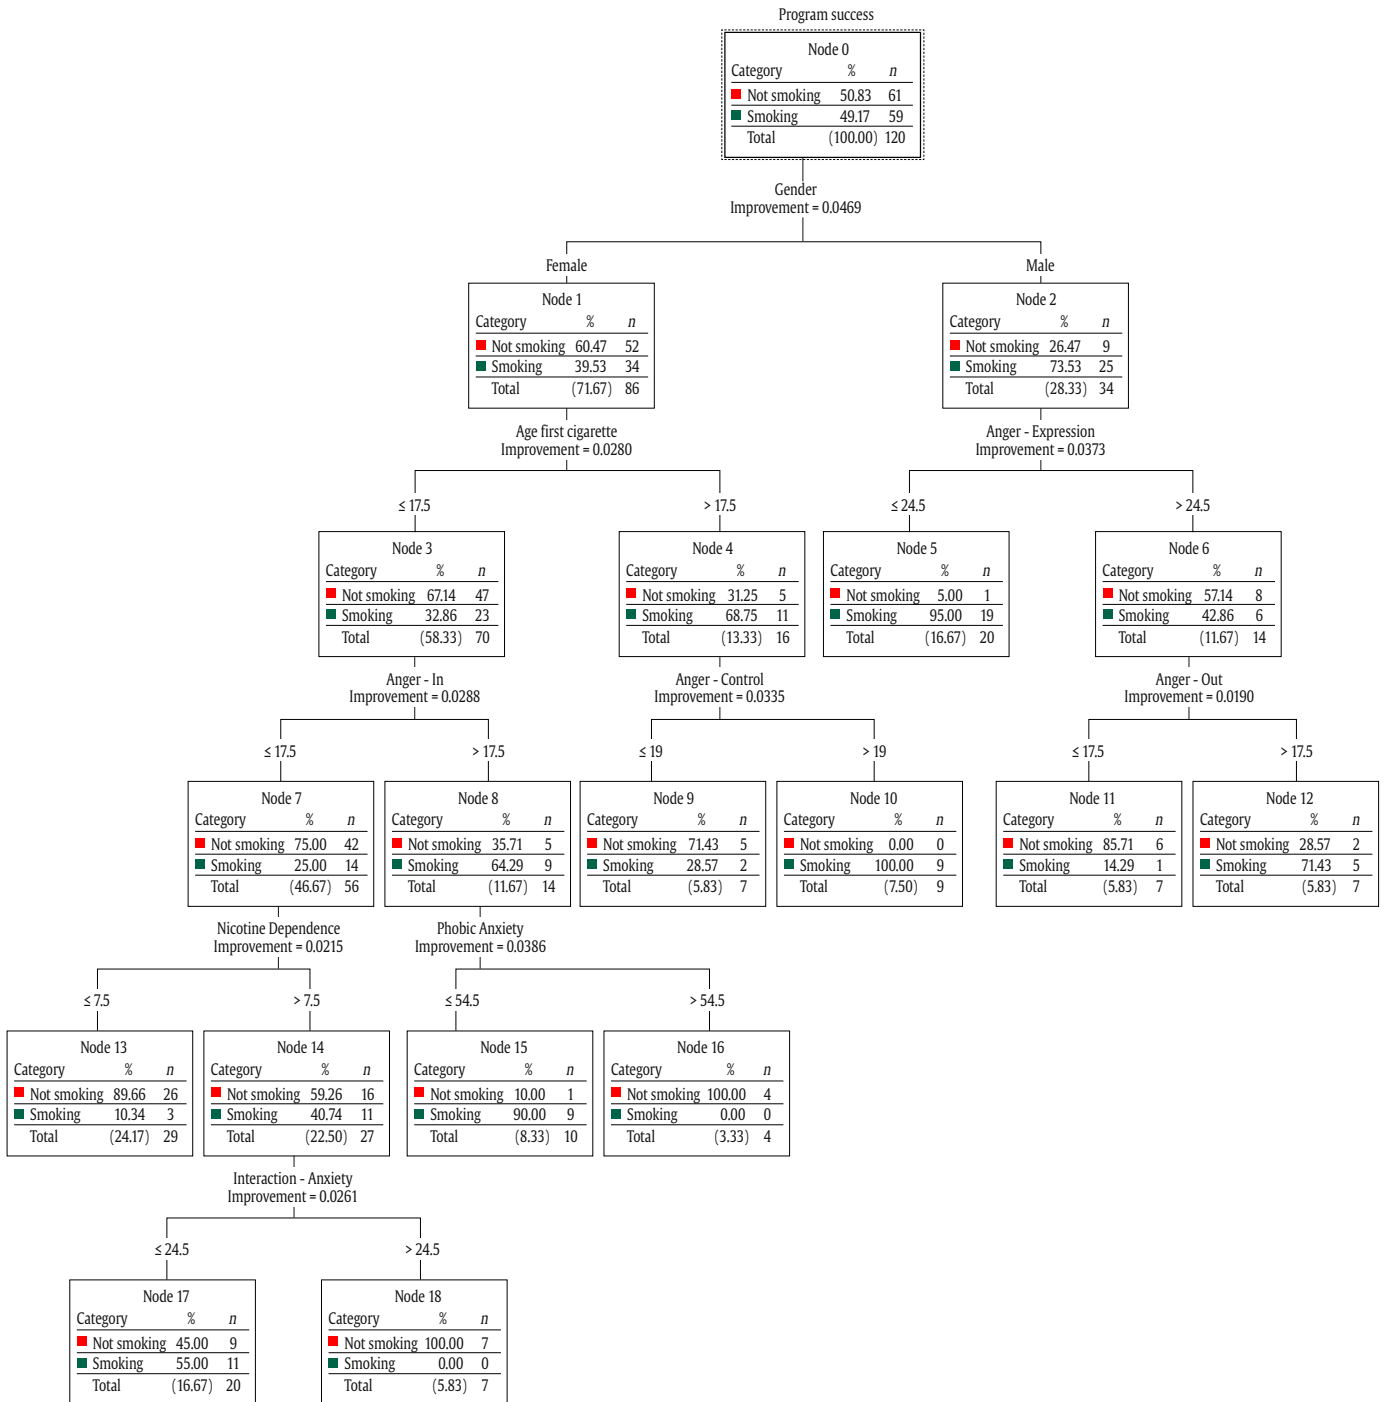 Program success
Node 0
Category % n
Not smoking 50.83 61
Smoking 49.17 59
Total (100.00) 120
Gender
Improvement = 0.0469
Female
Node 1
Category % n
Not smoking 60.47 52
Smoking 39.53 34
Total (71.67) 86
Male
Node 2
Category % n
Not smoking 26.47 9
Smoking 73.53 25
Total (28.33) 34
Age first cigarette
Improvement = 0.0280
Anger - Expression
Improvement = 0.0373
≤ 17.5
Node 3
Category % n
Not smoking 67.14 47
Smoking 32.86 23
Total (58.33) 70
> 17.5
Node 4
Category % n
Not smoking 31.25 5
Smoking 68.75 11
Total (13.33) 16
≤ 24.5
Node 5
Category % n
Not smoking 5.00 1
Smoking 95.00 19
Total (16.67) 20
> 24.5
Node 6
Category % n
Not smoking 57.14 8
Smoking 42.86 6
Total (11.67) 14
Anger - In
Improvement = 0.0288
Anger - Control
Improvement = 0.0335
Anger - Out
Improvement = 0.0190
≤ 17.5
Node 7
Category % n
Not smoking 75.00 42
Smoking 25.00 14
Total (46.67) 56
> 17.5
Node 8
Category % n
Not smoking 35.71 5
Smoking 64.29 9
Total (11.67) 14
≤ 19
Node 9
Category % n
Not smoking 71.43 5
Smoking 28.57 2
Total (5.83) 7
> 19
Node 10
Category % n
Not smoking 0.00 0
Smoking 100.00 9
Total (7.50) 9
≤ 17.5
Node 11
Category % n
Not smoking 85.71 6
Smoking 14.29 1
Total (5.83) 7
> 17.5
Node 12
Category % n
Not smoking 28.57 2
Smoking 71.43 5
Total (5.83) 7
Nicotine Dependence
Improvement = 0.0215
Phobic Anxiety
Improvement = 0.0386
≤ 7.5
Node 13
Category % n
Not smoking 89.66 26
Smoking 10.34 3
Total (24.17) 29
> 7.5
Node 14
Category % n
Not smoking 59.26 16
Smoking 40.74 11
Total (22.50) 27
≤ 54.5
Node 15
Category % n
Not smoking 10.00 1
Smoking 90.00 9
Total (8.33) 10
> 54.5
Node 16
Category % n
Not smoking 100.00 4
Smoking 0.00 0
Total (3.33) 4
Interaction - Anxiety
Improvement = 0.0261
≤ 24.5
Node 17
Category % n
Not smoking 45.00 9
Smoking 55.00 11
Total (16.67) 20
> 24.5
Node 18
Category % n
Not smoking 100.00 7
Smoking 0.00 0
Total (5.83) 7